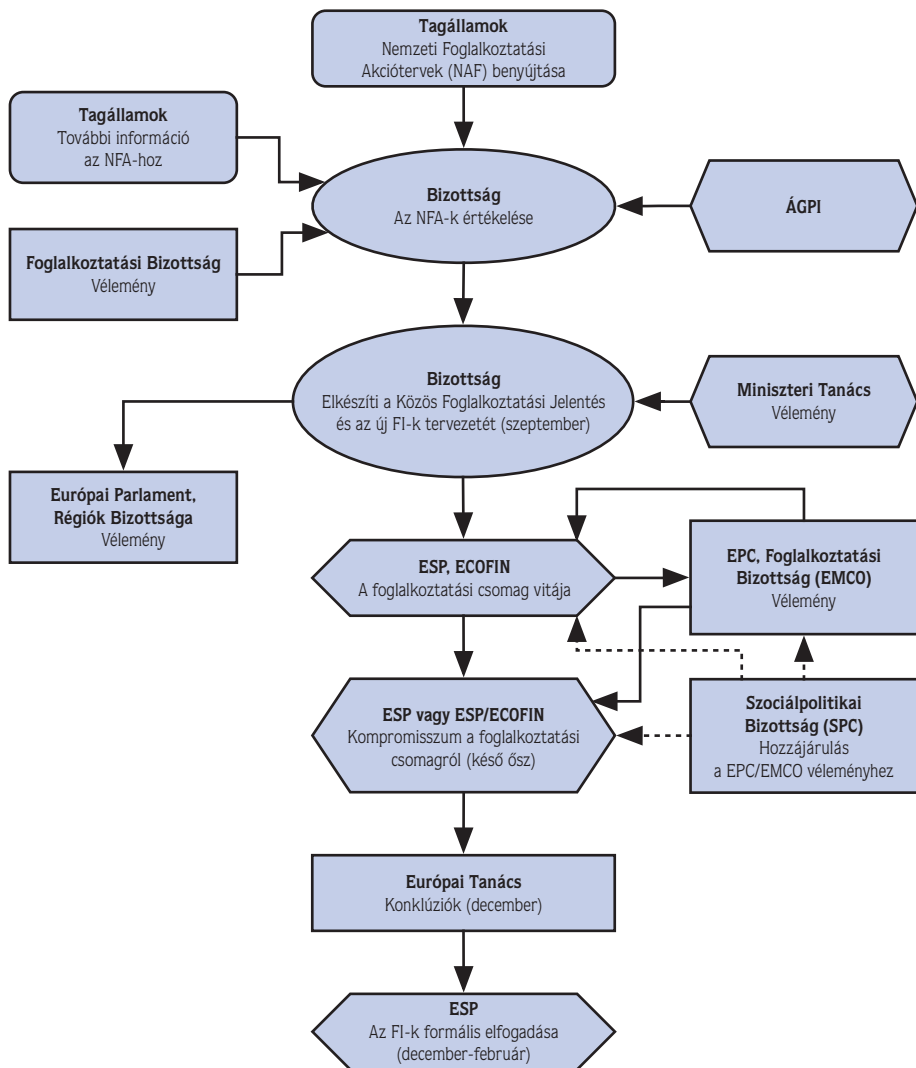 Tagállamok
Nemzeti Foglalkoztatási
Akciótervek (NAF) benyújtása
Tagállamok
További információ
az NFA-hoz
Bizottság
Az NFA-k értékelése
ÁGPI
Foglalkoztatási Bizottság
Vélemény
Bizottság
Elkészíti a Közös Foglalkoztatási Jelentés
és az új FI-k tervezetét (szeptember)
Miniszteri Tanács
Vélemény
Európai Parlament,
Régiók Bizottsága
Vélemény
ESP, ECOFIN
A foglalkoztatási csomag vitája
EPC, Foglalkoztatási
Bizottság (EMCO)
Vélemény
ESP vagy ESP/ECOFIN
Kompromisszum a foglalkoztatási
csomagról (késő ősz)
Szociálpolitikai
Bizottság (SPC)
Hozzájárulás
a EPC/EMCO véleményhez
Európai Tanács
Konklúziók (december)
ESP
Az FI-k formális elfogadása
(december-február)